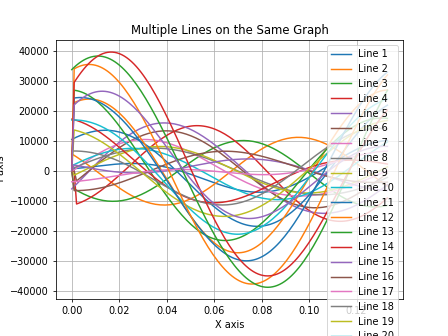 Multiple Lines on the Same Graph
40000
30000
20000
10000
0
−10000
−20000
−30000
−40000
0.00
0.02
0.04
0.06
0.08
0.10
X axis
Line 1
Line 2
Line 3
Line 4
Line 5
Line 6
Line 7
Line 8
Line 9
Line 10
Line 11
Line 12
Line 13
Line 14
Line 15
Line 16
Line 17
Line 18
Line 19
Line 20